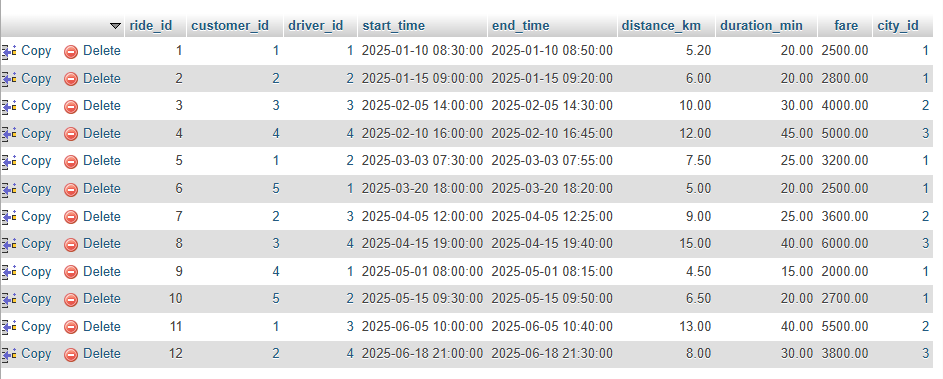 ride_id customer_id driver_id start_time end_time distance_km duration_min fare city_id
Copy Delete 1 1 1 2025-01-10 08:30:00 2025-01-10 08:50:00 5.20 20.00 2500.00 1
Copy Delete 2 2 2 2025-01-15 09:00:00 2025-01-15 09:20:00 6.00 20.00 2800.00 1
Copy Delete 3 3 3 2025-02-05 14:00:00 2025-02-05 14:30:00 10.00 30.00 4000.00 2
Copy Delete 4 4 4 2025-02-10 16:00:00 2025-02-10 16:45:00 12.00 45.00 5000.00 3
Copy Delete 5 1 2 2025-03-03 07:30:00 2025-03-03 07:55:00 7.50 25.00 3200.00 1
Copy Delete 6 5 1 2025-03-20 18:00:00 2025-03-20 18:20:00 5.00 20.00 2500.00 1
Copy Delete 7 2 3 2025-04-05 12:00:00 2025-04-05 12:25:00 9.00 25.00 3600.00 2
Copy Delete 8 3 4 2025-04-15 19:00:00 2025-04-15 19:40:00 15.00 40.00 6000.00 3
Copy Delete 9 4 1 2025-05-01 08:00:00 2025-05-01 08:15:00 4.50 15.00 2000.00 1
Copy Delete 10 5 2 2025-05-15 09:30:00 2025-05-15 09:50:00 6.50 20.00 2700.00 1
Copy Delete 11 1 3 2025-06-05 10:00:00 2025-06-05 10:40:00 13.00 40.00 5500.00 2
Copy Delete 12 2 4 2025-06-18 21:00:00 2025-06-18 21:30:00 8.00 30.00 3800.00 3